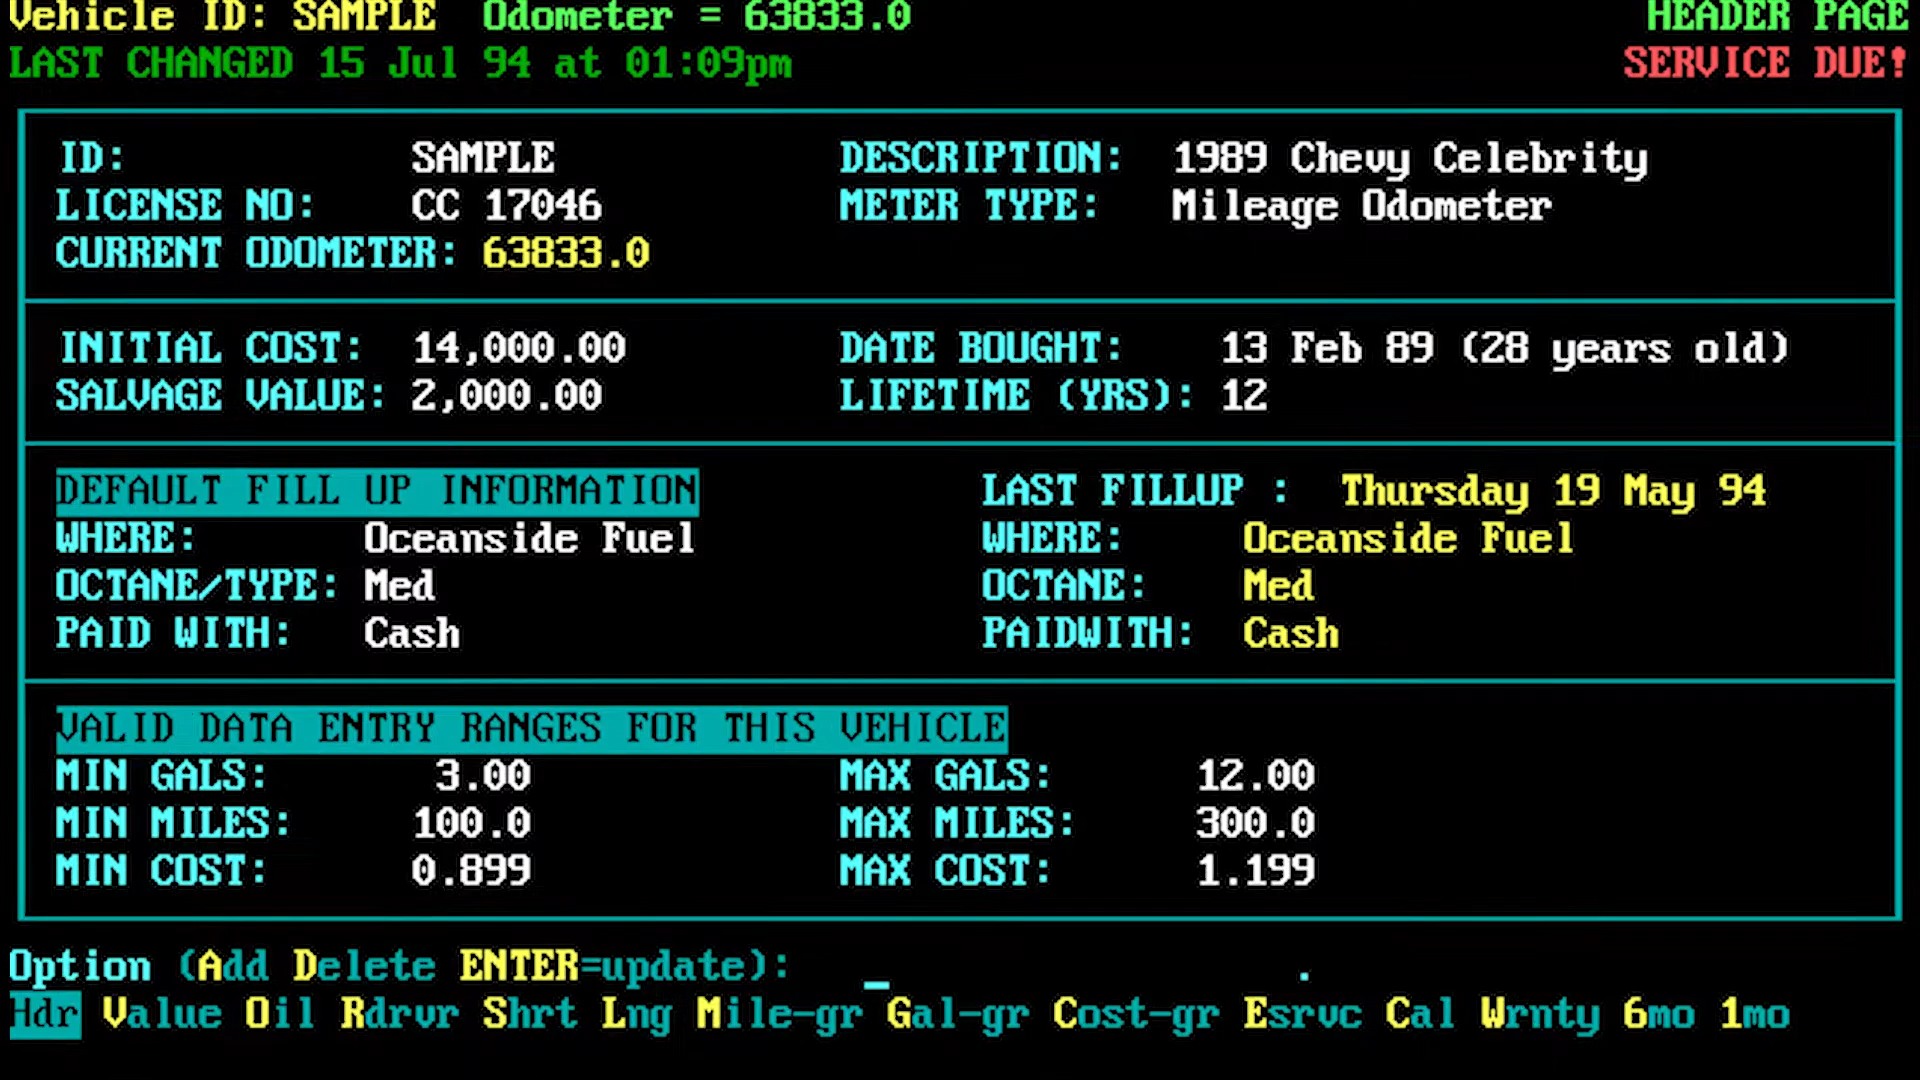 Vehicle ID: SAMPLE  Odometer = 63833.0  HEADER PAGE
LAST CHANGED 15 Jul 94 at 01:09pm  SERVICE DUE!
ID: SAMPLE  DESCRIPTION: 1989 Chevy Celebrity
LICENSE NO: CC 17046  METER TYPE: Mileage Odometer
CURRENT ODOMETER: 63833.0
INITIAL COST: 14,000.00  DATE BOUGHT: 13 Feb 89 (28 years old)
SALVAGE VALUE: 2,000.00  LIFETIME (YRS): 12
DEFAULT FILL UP INFORMATION  LAST FILLUP : Thursday 19 May 94
WHERE: Oceanside Fuel  WHERE: Oceanside Fuel
OCTANE/TYPE: Med  OCTANE: Med
PAID WITH: Cash  PAIDWITH: Cash
VALID DATA ENTRY RANGES FOR THIS VEHICLE
MIN GALS: 3.00  MAX GALS: 12.00
MIN MILES: 100.0  MAX MILES: 300.0
MIN COST: 0.899  MAX COST: 1.199
Option (Add Delete ENTER=update): _ .
Hdr Value Oil Rdrvr Shrt Lng Mile-gr Gal-gr Cost-gr Esrvc Cal Wrnty 6mo 1mo